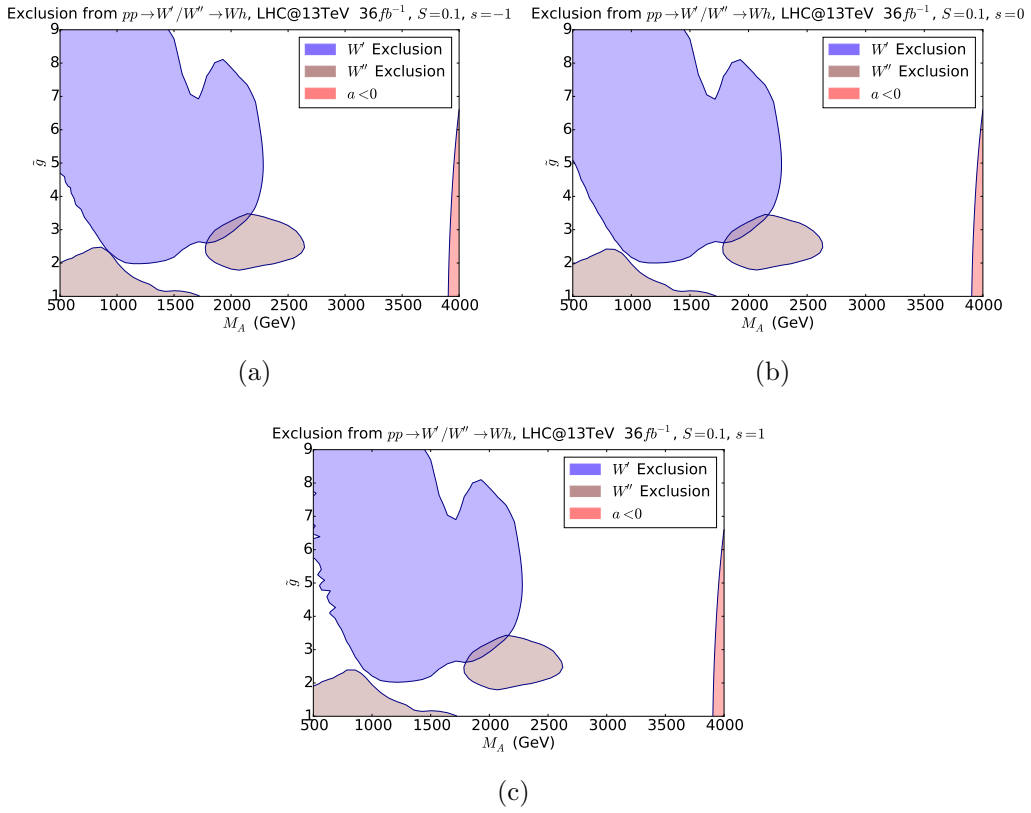 Exclusion from pp→W′/W″→Wh, LHC@13TeV 36fb⁻¹, S=0.1, s=−1
9
8
7
6
5
4
3
2
1
g̃
W′ Exclusion
W″ Exclusion
a<0
500 1000 1500 2000 2500 3000 3500 4000
M_A (GeV)
(a)
Exclusion from pp→W′/W″→Wh, LHC@13TeV 36fb⁻¹, S=0.1, s=0
9
8
7
6
5
4
3
2
1
g̃
W′ Exclusion
W″ Exclusion
a<0
500 1000 1500 2000 2500 3000 3500 4000
M_A (GeV)
(b)
Exclusion from pp→W′/W″→Wh, LHC@13TeV 36fb⁻¹, S=0.1, s=1
9
8
7
6
5
4
3
2
1
g̃
W′ Exclusion
W″ Exclusion
a<0
500 1000 1500 2000 2500 3000 3500 4000
M_A (GeV)
(c)